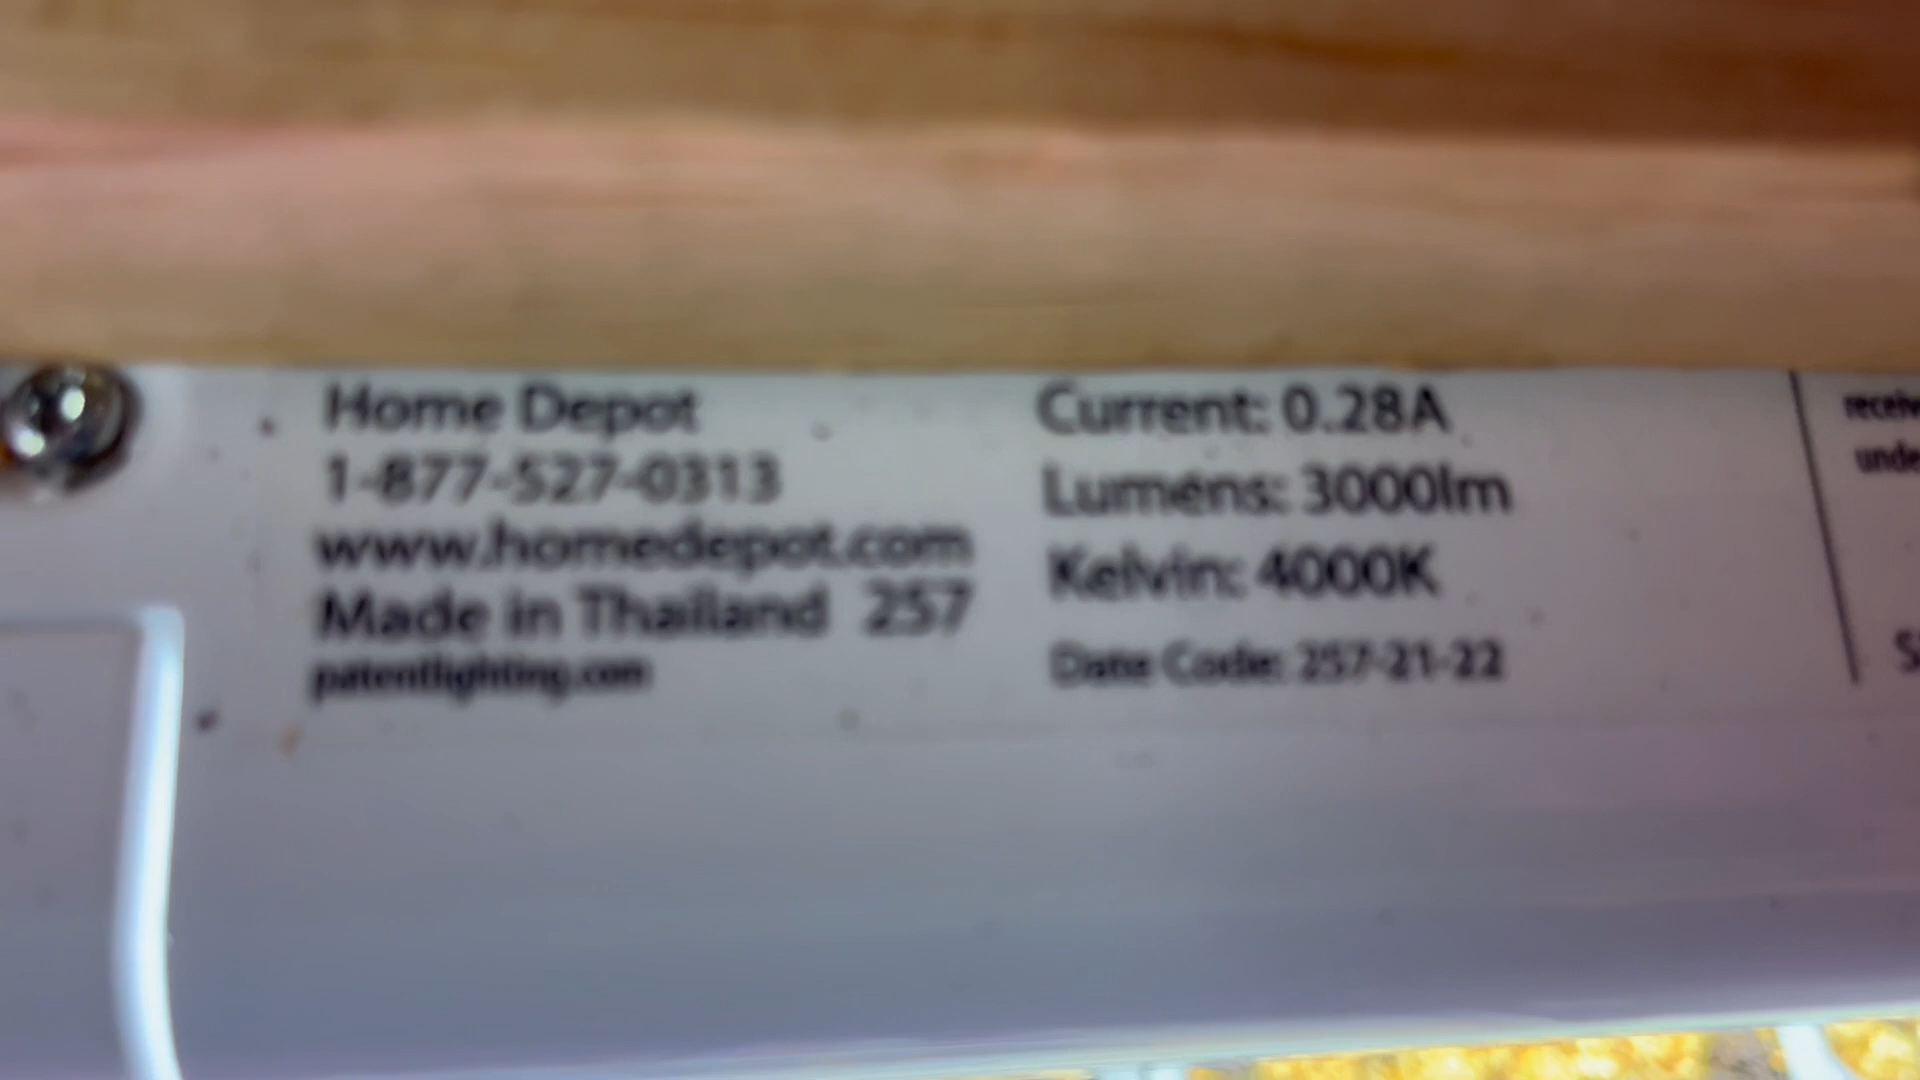 Home Depot
1-877-527-0313
www.homedepot.com
Made in Thailand 257
patentlighting.com
Current: 0.28A
Lumens: 3000lm
Kelvin: 4000K
Date Code: 257-21-22